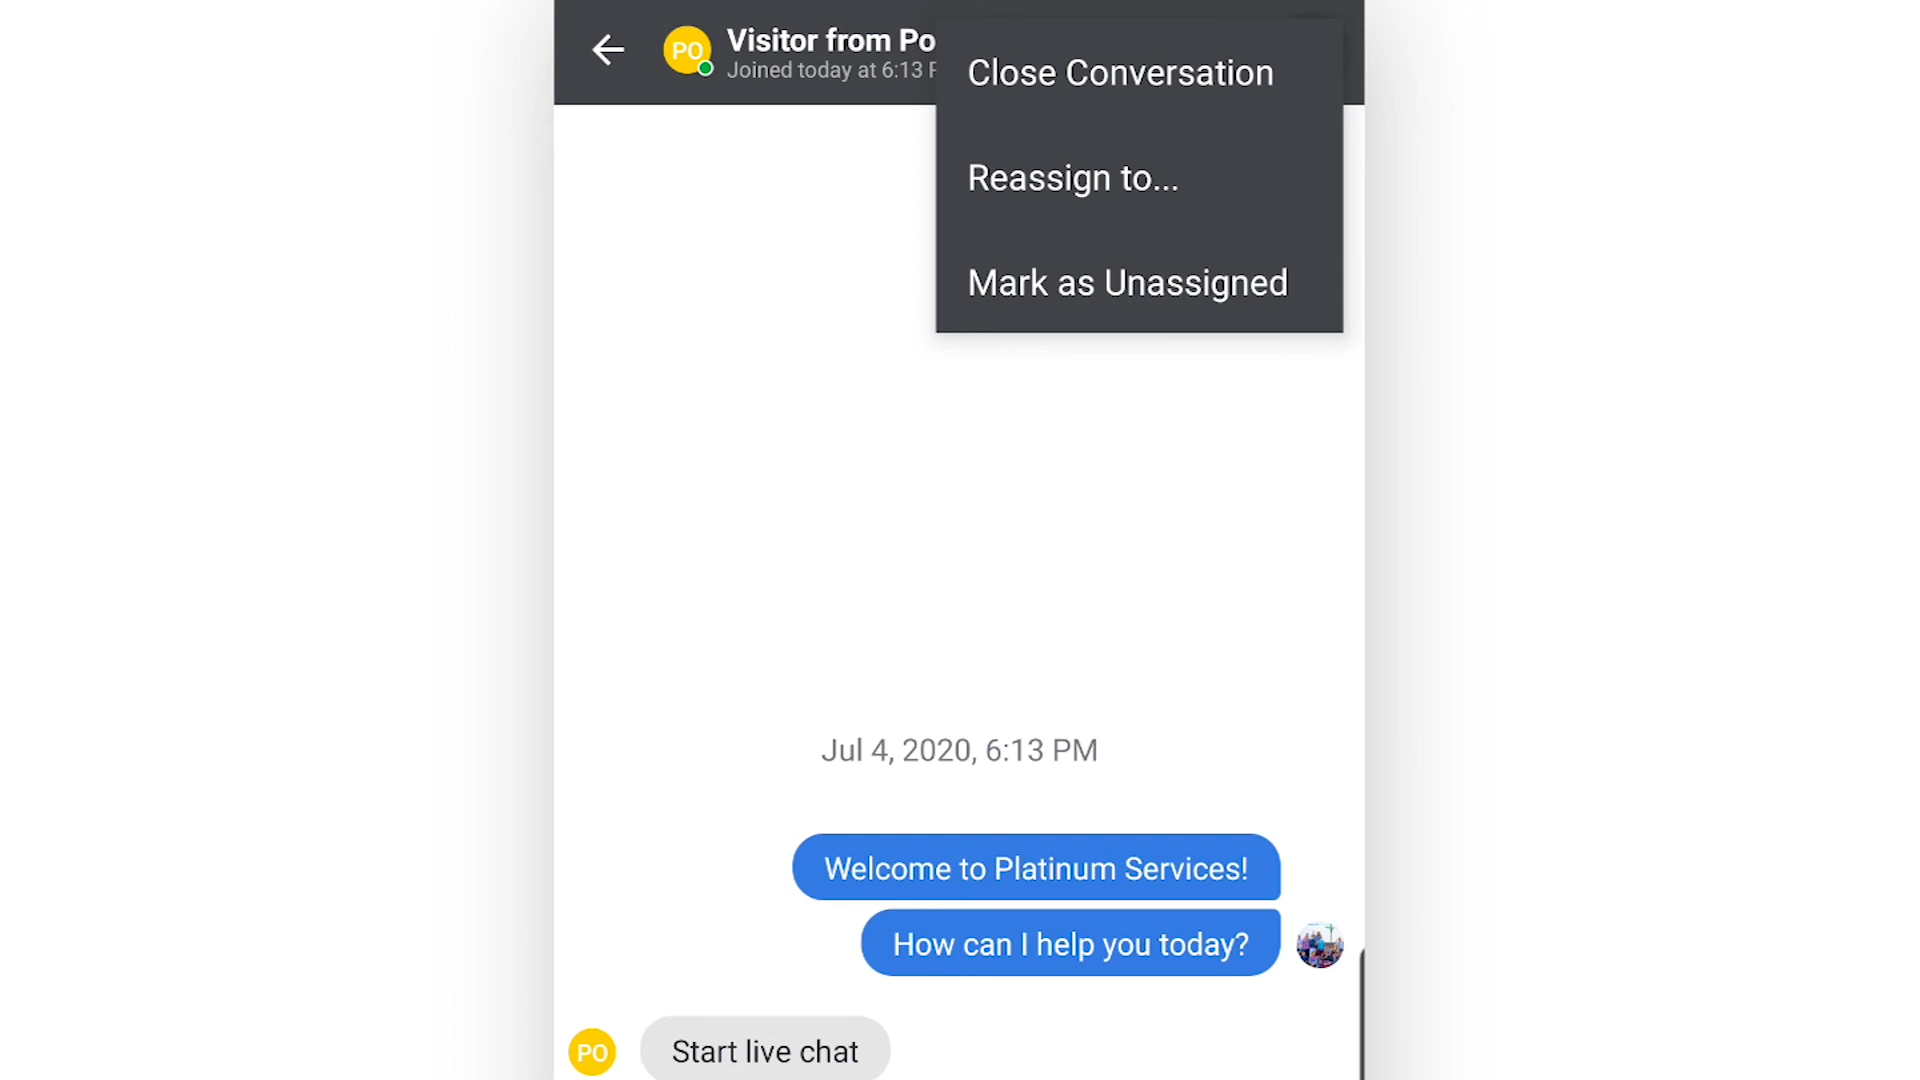 PO
Visitor from Po
Joined today at 6:13
Close Conversation
Reassign to...
Mark as Unassigned
Jul 4, 2020, 6:13 PM
Welcome to Platinum Services!
How can I help you today?
PO
Start live chat